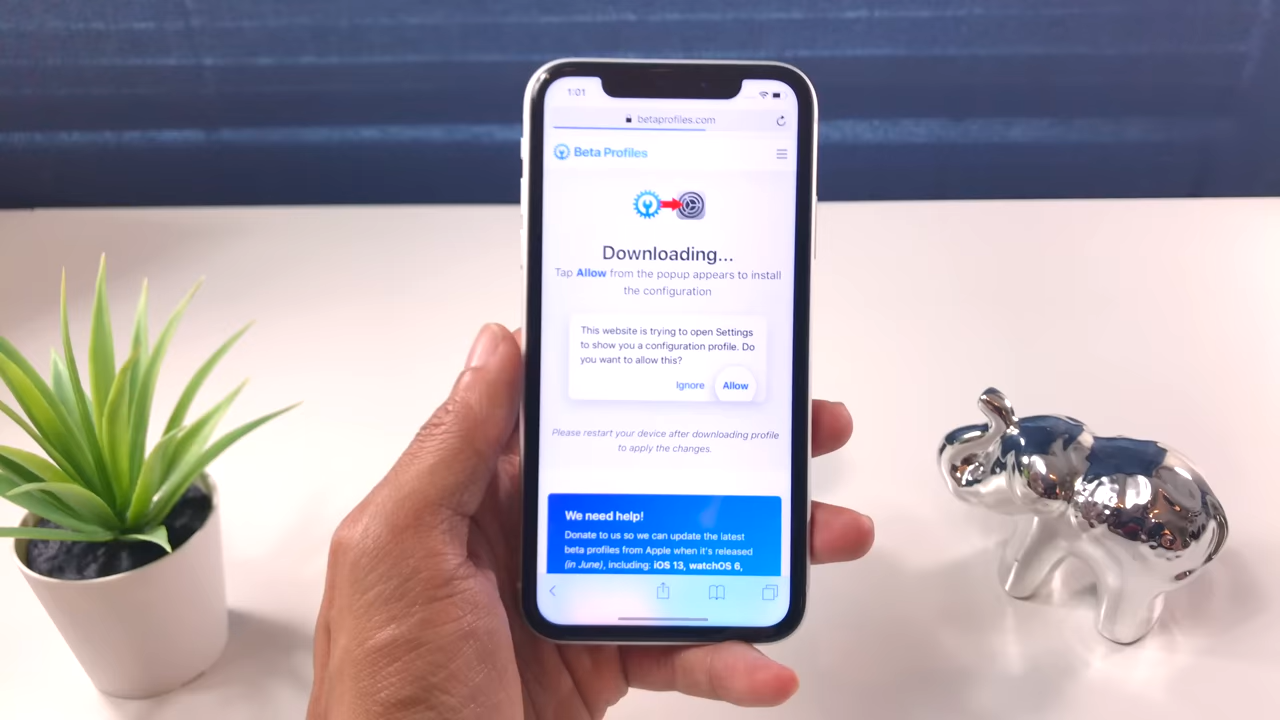 1:01
betaprofiles.com
Beta Profiles
Downloading...
Tap Allow from the popup appears to install
the configuration
This website is trying to open Settings
to show you a configuration profile. Do
you want to allow this?
Ignore Allow
Please restart your device after downloading profile
to apply the changes.
We need help!
Donate to us so we can update the latest
beta profiles from Apple when it's released
(in June), including: iOS 13, watchOS 6,